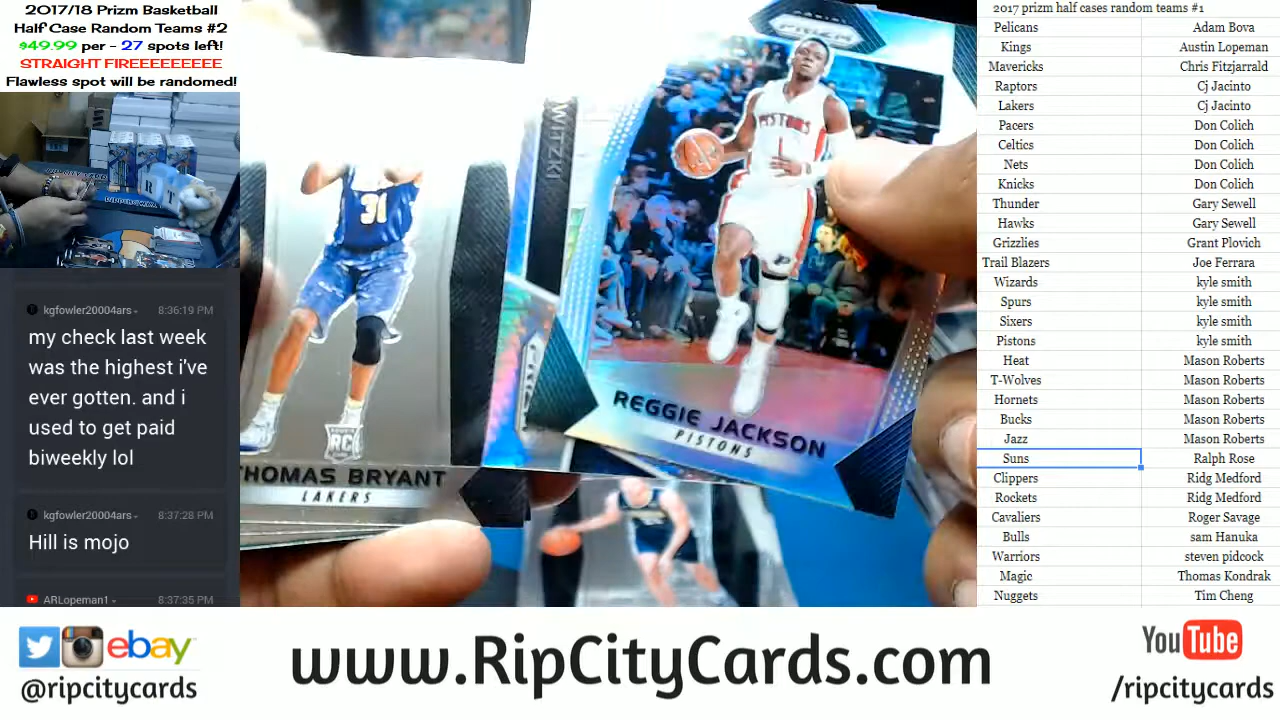 2017/18 Prizm Basketball
Half Case Random Teams #2
$49.99 per - 27 spots left!
STRAIGHT FIREEEEEEEEE
Flawless spot will be randomed!
kgfowler20004ars
8:36:19 PM
my check last week
was the highest i've
ever gotten. and i
used to get paid
biweekly lol
kgfowler20004ars
8:37:28 PM
Hill is mojo
ARLopeman1
8:37:35 PM
PRIZM
WITZKI
PISTONS
1
31
RC
THOMAS BRYANT
LAKERS
REGGIE JACKSON
PISTONS
R
T
2017 prizm half cases random teams #1
Pelicans Adam Bova
Kings Austin Lopeman
Mavericks Chris Fitzjarrald
Raptors Cj Jacinto
Lakers Cj Jacinto
Pacers Don Colich
Celtics Don Colich
Nets Don Colich
Knicks Don Colich
Thunder Gary Sewell
Hawks Gary Sewell
Grizzlies Grant Plovich
Trail Blazers Joe Ferrara
Wizards kyle smith
Spurs kyle smith
Sixers kyle smith
Pistons kyle smith
Heat Mason Roberts
T-Wolves Mason Roberts
Hornets Mason Roberts
Bucks Mason Roberts
Jazz Mason Roberts
Suns Ralph Rose
Clippers Ridg Medford
Rockets Ridg Medford
Cavaliers Roger Savage
Bulls sam Hanuka
Warriors steven pidcock
Magic Thomas Kondrak
Nuggets Tim Cheng
ebay
@ripcitycards
www.RipCityCards.com
YouTube
/ripcitycards